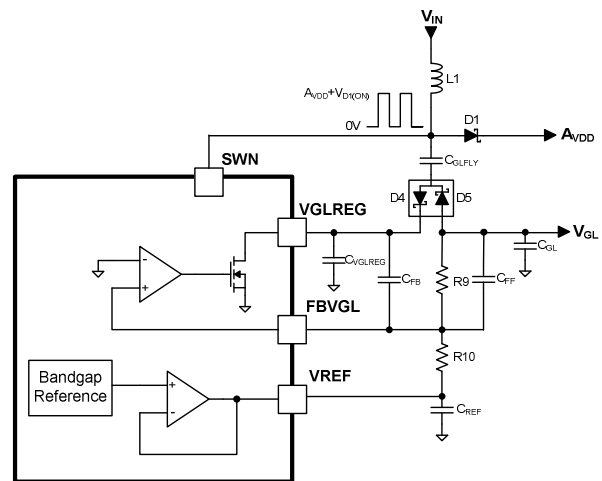 VIN
L1
AVDD+VD1(ON)
0V
D1
AVDD
SWN
CGLFLY
D4
D5
VGLREG
VGL
CVGLREG
CFB
R9
CFF
CGL
-
+
FBVGL
R10
VREF
Bandgap
Reference
+
-
CREF